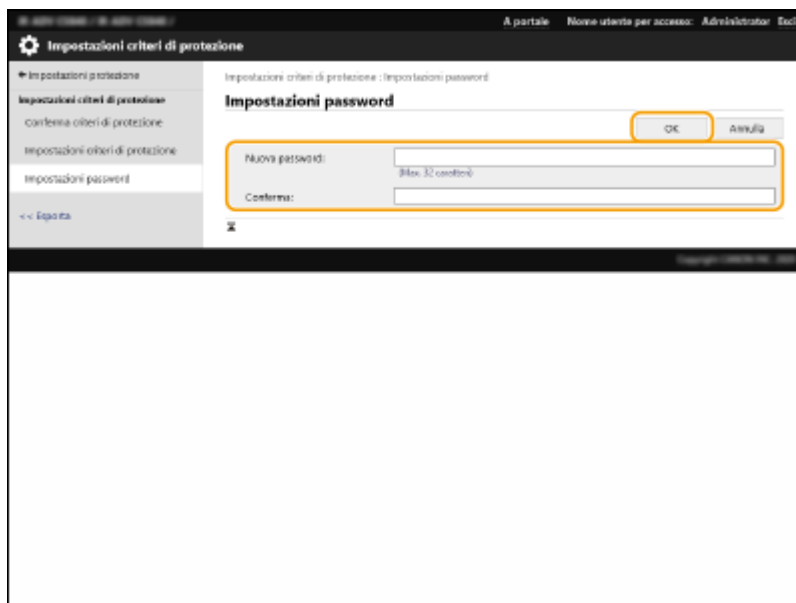 A portale Nome utente per accesso: Administrator Esci
Impostazioni criteri di protezione
Impostazioni protezione
Impostazioni criteri di protezione : Impostazioni password
Impostazioni criteri di protezione
Impostazioni password
Conferma criteri di protezione
OK Annulla
Impostazioni criteri di protezione
Nuova password:
(Max. 32 caratteri)
Impostazioni password
Conferma:
<< Esporta